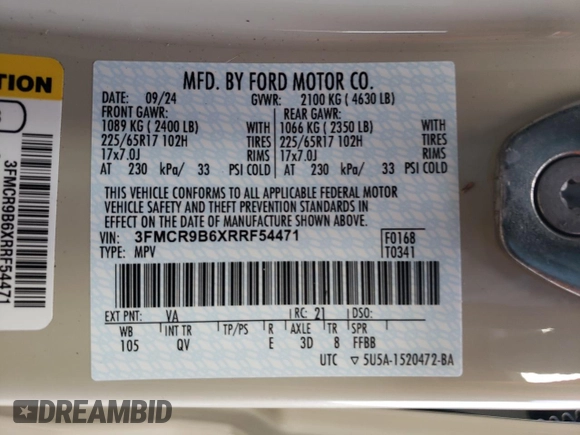 MFD. BY FORD MOTOR CO.
DATE: 09/24 GVWR: 2100 KG ( 4630 LB)
FRONT GAWR: REAR GAWR:
1089 KG ( 2400 LB) 1066 KG ( 2350 LB)
225/65R17 102H TIRES 225/65R17 102H TIRES
17x7.0J RIMS 17x7.0J RIMS
AT 230 kPa/ 33 PSI COLD AT 230 kPa/ 33 PSI COLD
THIS VEHICLE CONFORMS TO ALL APPLICABLE FEDERAL MOTOR
VEHICLE SAFETY AND THEFT PREVENTION STANDARDS IN
EFFECT ON THE DATE OF MANUFACTURE SHOWN ABOVE.
VIN: 3FMCR9B6XRRF54471 F0168
TYPE: MPV T0341
EXT PNT: VA RC: 21 DSO:
WB INT TR TP/PS R AXLE TR SPR
105 QV E 3D 8 FFBB
UTC ▽ 5U5A-1520472-BA
3FMCR9B6XRRF54471
DREAMBID